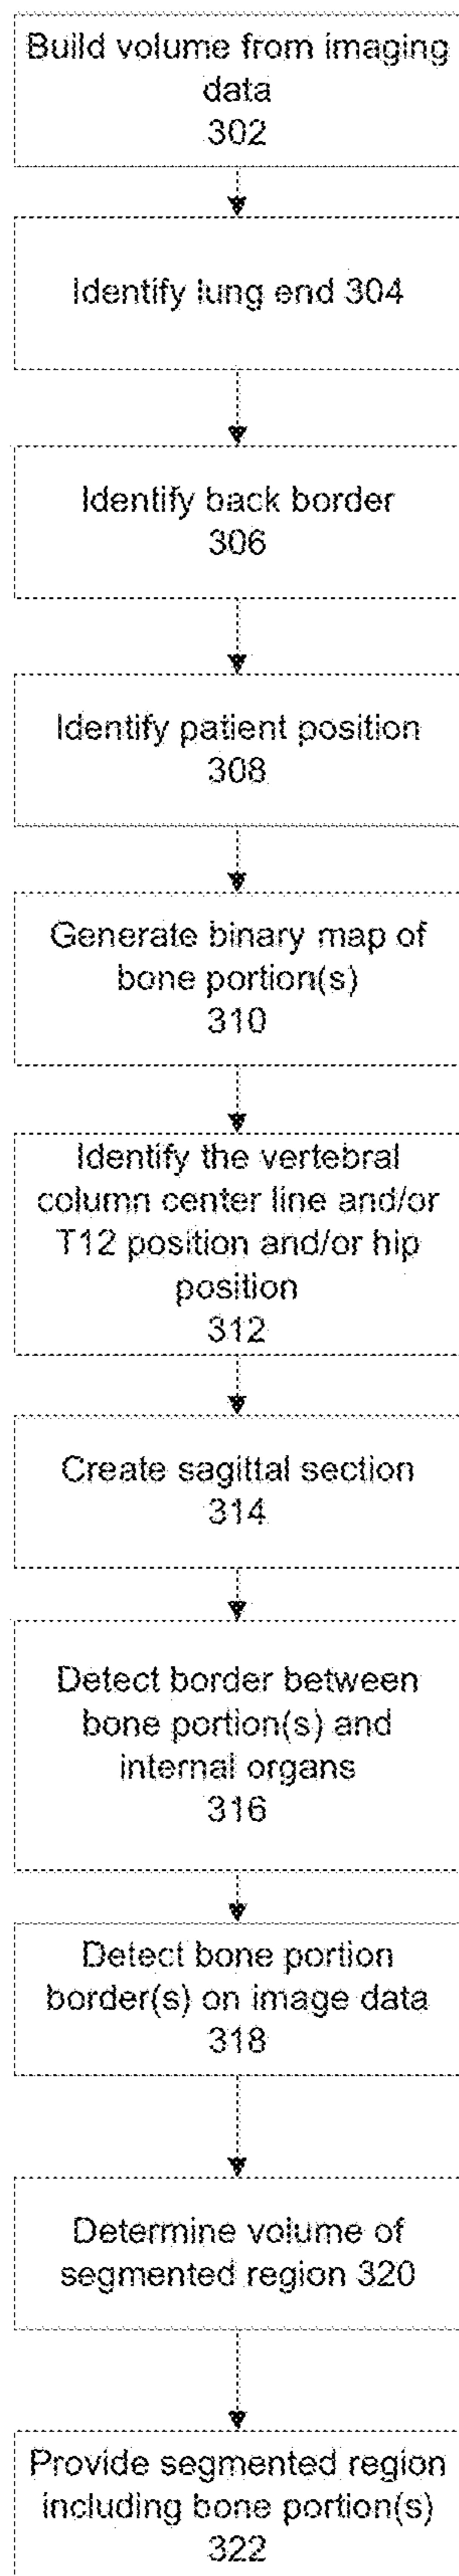 Build volume from imaging
data
302
Identify lung end 304
Identify back border
306
Identify patient position
308
Generate binary map of
bone portion(s)
310
Identify the vertebral
column center line and/or
T12 position and/or hip
position
312
Create sagittal section
314
Detect border between
bone portion(s) and
internal organs
316
Detect bone portion
border(s) on image data
318
Determine volume of
segmented region 320
Provide segmented region
including bone portion(s)
322